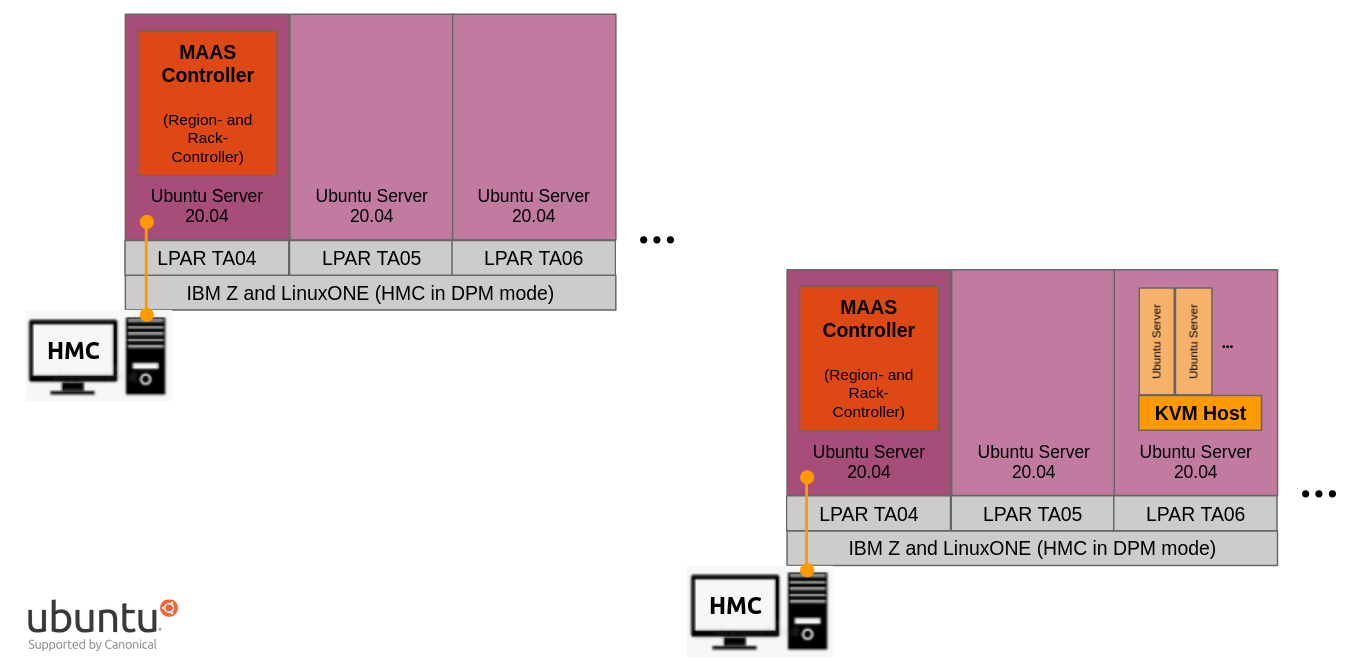 MAAS
Controller
(Region- and
Rack-
Controller)
Ubuntu Server
20.04
Ubuntu Server
20.04
Ubuntu Server
20.04
LPAR TA04
LPAR TA05
LPAR TA06
IBM Z and LinuxONE (HMC in DPM mode)
HMC
...
MAAS
Controller
(Region- and
Rack-
Controller)
Ubuntu Server
20.04
Ubuntu Server
20.04
Ubuntu Server
Ubuntu Server
...
KVM Host
Ubuntu Server
20.04
LPAR TA04
LPAR TA05
LPAR TA06
IBM Z and LinuxONE (HMC in DPM mode)
HMC
...
ubuntu
Supported by Canonical